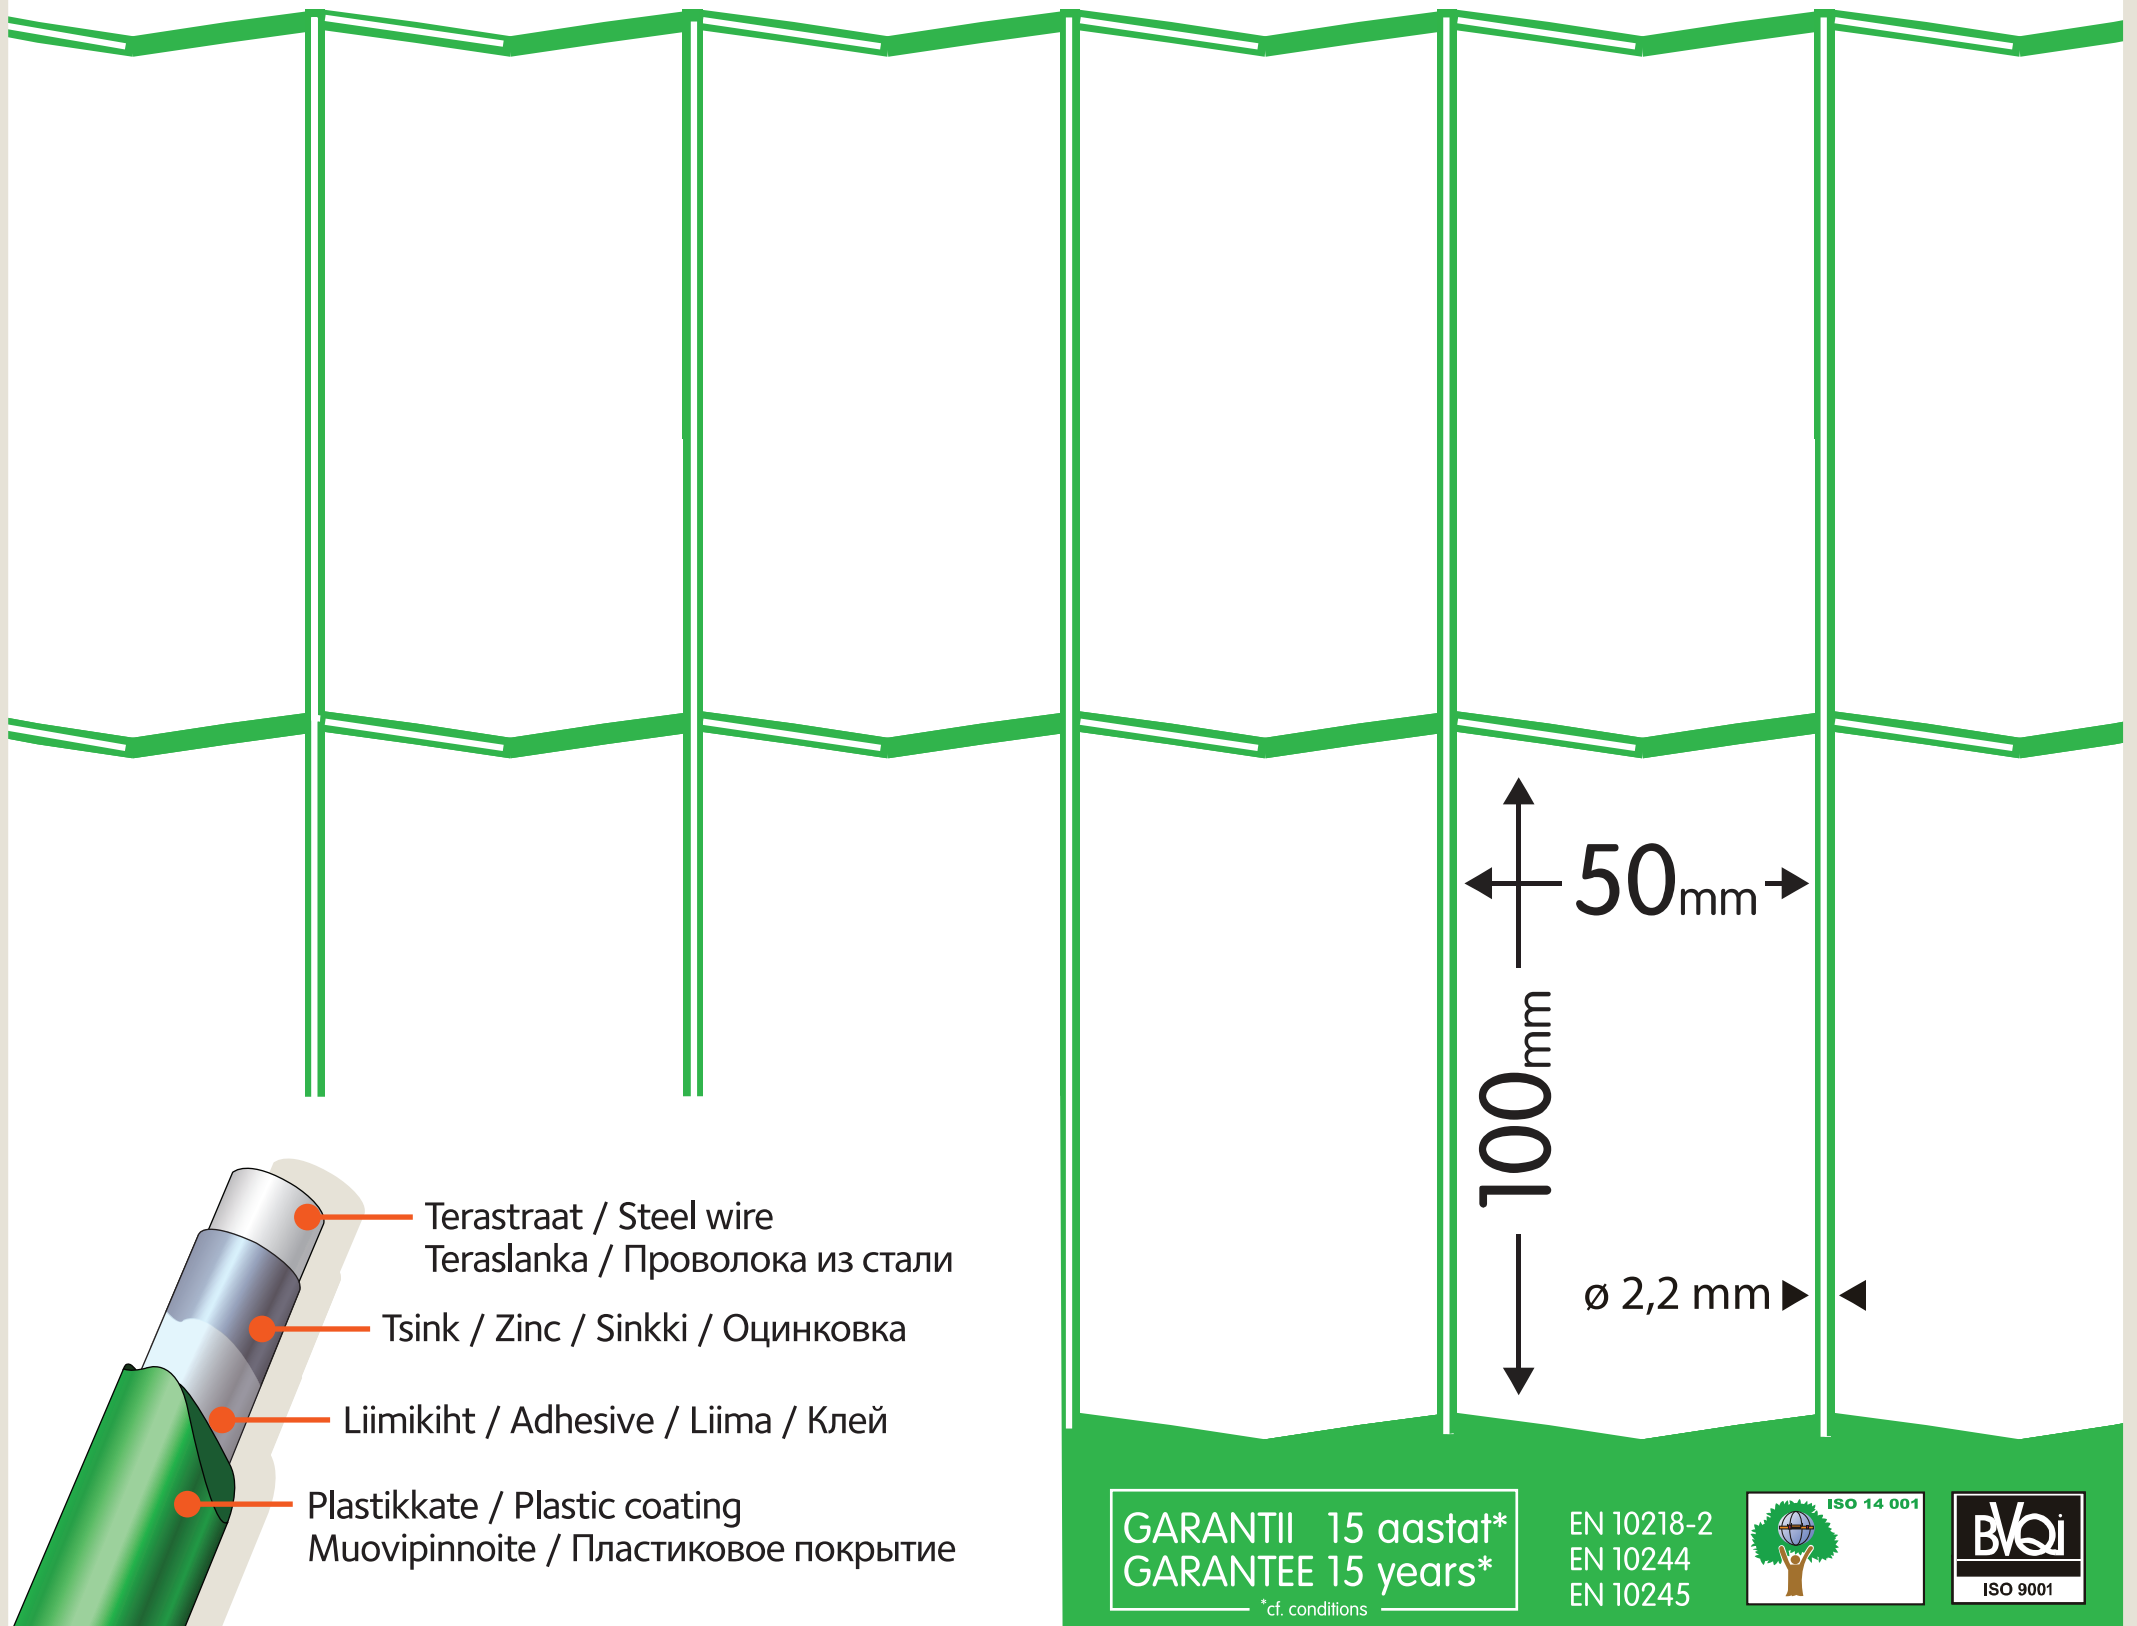 50mm
100mm
ø 2,2 mm
Terastraat / Steel wire
Teraslanka / Проволока из стали
Tsink / Zinc / Sinkki / Оцинковка
Liimikiht / Adhesive / Liima / Клей
Plastikkate / Plastic coating
Muovipinnoite / Пластиковое покрытие
GARANTII 15 aastat*
GARANTEE 15 years*
*cf. conditions
EN 10218-2
EN 10244
EN 10245
ISO 14 001
BVQi
ISO 9001